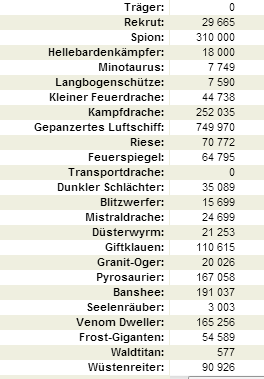 Träger: 0
Rekrut: 29 665
Spion: 310 000
Hellebardenkämpfer: 18 000
Minotaurus: 7 749
Langbogenschütze: 7 590
Kleiner Feuerdrache: 44 738
Kampfdrache: 252 035
Gepanzertes Luftschiff: 749 970
Riese: 70 772
Feuerspiegel: 64 795
Transportdrache: 0
Dunkler Schlächter: 35 089
Blitzwerfer: 15 699
Mistraldrache: 24 699
Düsterwyrm: 21 253
Giftklauen: 110 615
Granit-Oger: 20 026
Pyrosaurier: 167 058
Banshee: 191 037
Seelenräuber: 3 003
Venom Dweller: 165 256
Frost-Giganten: 54 589
Waldtitan: 577
Wüstenreiter: 90 926